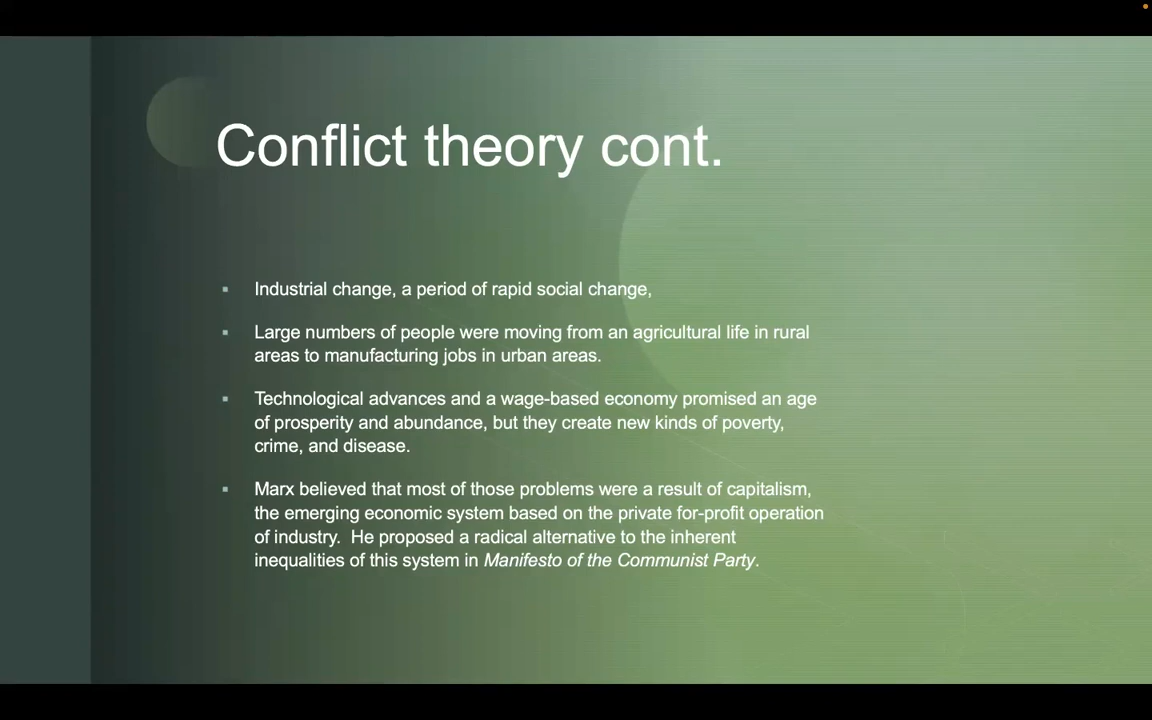 Conflict theory cont.
Industrial change, a period of rapid social change,
Large numbers of people were moving from an agricultural life in rural
areas to manufacturing jobs in urban areas.
Technological advances and a wage-based economy promised an age
of prosperity and abundance, but they create new kinds of poverty,
crime, and disease.
Marx believed that most of those problems were a result of capitalism,
the emerging economic system based on the private for-profit operation
of industry.  He proposed a radical alternative to the inherent
inequalities of this system in Manifesto of the Communist Party.